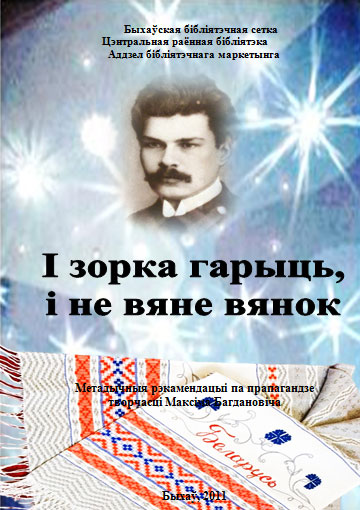 Быхаўская бібліятэчная сетка
Цэнтральная раённая бібліятэка
Аддзел бібліятэчнага маркетынга
І зорка гарыць,
і не вяне вянок
Метадычныя рэкамендацыі па прапагандзе
творчасці Максіма Багдановіча
Беларусь
Быхаў, 2011